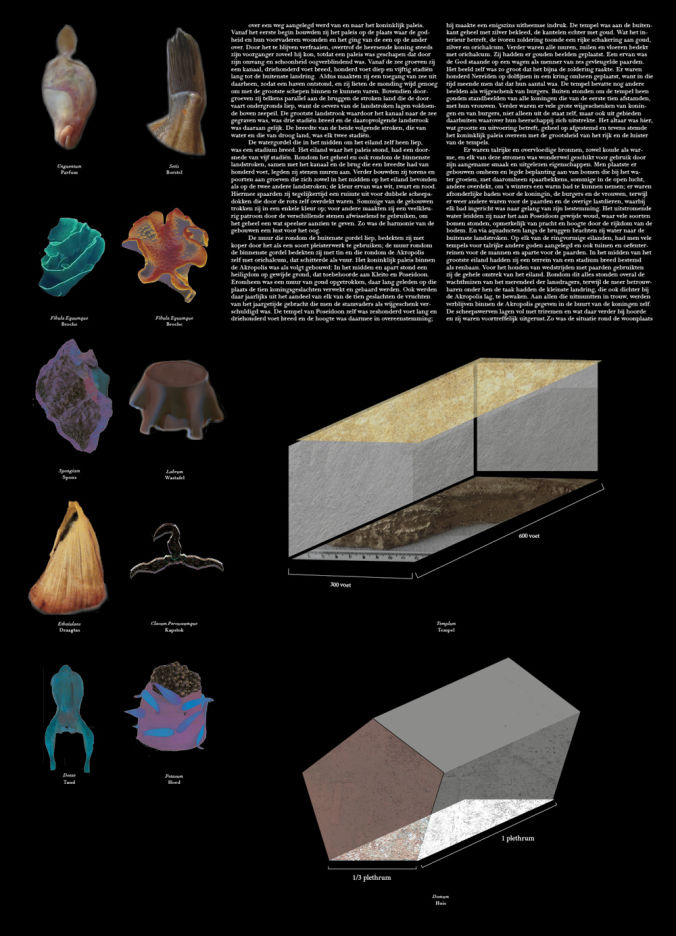 over een weg aangelegd werd van en naar het koninklijk paleis.
Vanaf het eerste begin bouwden zij het paleis op de plaats waar de god-
heid en hun voorvaderen woonden en het ging van de een op de ander
over. Door het te blijven verfraaien, overtrof de heersende koning steeds
zijn voorganger zoveel hij kon, totdat een paleis was geschapen dat door
zijn omvang en schoonheid oogverblindend was. Vanaf de zee groeven zij
een kanaal, driehonderd voet breed, honderd voet diep en vijftig stadiën
lang tot de buitenste landring. Aldus maakten zij een toegang van zee uit
daarheen, zodat een haven ontstond, en zij lieten de monding wijd genoeg
om met de grootste schepen binnen te kunnen varen. Bovendien door-
groeven zij telkens parallel aan de bruggen de stroken land die de door-
vaart ondergronds liep, want de oevers van de landstroken lagen voldoen-
de boven zeepeil. De grootste landstrook waardoor het kanaal naar de zee
gegraven was, was drie stadiën breed en de daaropvolgende landstrook
was daaraan gelijk. De breedte van de beide volgende stroken, die van
water en die van droog land, was elk twee stadiën.
De watergordel die in het midden om het eiland zelf heen liep,
was een stadium breed. Het eiland waar het paleis stond, had een door-
snede van vijf stadiën. Rondom het geheel en ook rondom de binnenste
landstroken, samen met het kanaal en de brug die een breedte had van
honderd voet, legden zij stenen muren aan. Verder bouwden zij torens en
poorten aan groeven die zich zowel in het midden op het eiland bevonden
als op de twee andere landstroken; de kleur ervan was wit, zwart en rood.
Hiermee spaarden zij tegelijkertijd een ruimte uit voor dubbele scheeps-
dokken die door de rots zelf overdekt waren. Sommige van de gebouwen
trokken zij in een enkele kleur op; voor andere maakten zij een veelkleu-
rig patroon door de verschillende stenen afwisselend te gebruiken, om
het geheel een wat speelser aanzien te geven. Zo was de harmonie van de
gebouwen een lust voor het oog.
De muur die rondom de buitenste gordel liep, bedekten zij met
koper door het als een soort pleisterwerk te gebruiken; de muur rondom
de binnenste gordel bedekten zij met tin en die rondom de Akropolis
zelf met orichalcum, dat schitterde als vuur. Het koninklijk paleis binnen
de Akropolis was als volgt gebouwd: In het midden en apart stond een
heiligdom op gewijde grond, dat toebehoorde aan Kleito en Poseidon.
Eromheen was een muur van goud opgetrokken, daar lang geleden op die
plaats de tien koningsgeslachten verwekt en gebaard werden. Ook werden
daar jaarlijks uit het aandeel van elk van de tien geslachten de vruchten
van het jaargetijde gebracht die men de stamvaders als wijgeschenk ver-
schuldigd was. De tempel van Poseidon zelf was zeshonderd voet lang en
driehonderd voet breed en de hoogte was daarmee in overeenstemming;
hij maakte een enigszins uitheemse indruk. De tempel was aan de buiten-
kant geheel met zilver bekleed, de kantelen echter met goud. Wat het in-
terieur betreft, de ivoren zoldering toonde een rijke schakering aan goud,
zilver en orichalcum. Verder waren alle muren, zuilen en vloeren bedekt
met orichalcum. Zij hadden er gouden beelden geplaatst. Een ervan was
de God staande op een wagen als menner van zes gevleugelde paarden.
Het beeld zelf was zo groot dat het bijna de zoldering raakte. Er waren
honderd Nereïden op dolfijnen in een kring omheen geplaatst, want in die
tijd meende men dat dat hun aantal was. De tempel bevatte nog andere
beelden als wijgeschenk van burgers. Buiten stonden om de tempel heen
gouden standbeelden van alle koningen die van de eerste tien afstamden,
met hun vrouwen. Verder waren er vele grote wijgeschenken van konin-
gen en van burgers, niet alleen uit de staat zelf, maar ook uit gebieden
daarbuiten waarover hun heerschappij zich uitstrekte. Het altaar was hier,
wat grootte en uitvoering betreft, geheel op afgestemd en tevens stemde
het koninklijk paleis overeen met de grootsheid van het rijk en de luister
van de tempels.
Er waren talrijke en overvloedige bronnen, zowel koude als war-
me, en elk van deze stromen was wonderwel geschikt voor gebruik door
zijn aangename smaak en uitgelezen eigenschappen. Men plaatste er
gebouwen omheen en legde beplanting aan van bomen die bij het wa-
ter groeien, met daaromheen spaarbekkens, sommige in de open lucht,
andere overdekt, om 's winters een warm bad te kunnen nemen; er waren
afzonderlijke baden voor de koningin, de burgers en de vrouwen, terwijl
er weer andere waren voor de paarden en de overige lastdieren, waarbij
elk bad ingericht was naar gelang van zijn bestemming. Het uitstromende
water leidden zij naar het aan Poseidon gewijde woud, waar vele soorten
bomen stonden, opmerkelijk van pracht en hoogte door de rijkdom van de
bodem. En via aquaducten langs de bruggen brachten zij water naar de
buitenste landstroken. Op elk van de ringvormige eilanden, had men vele
tempels voor talrijke andere goden aangelegd en ook tuinen en oefenter-
reinen voor de mannen en aparte voor de paarden. In het midden van het
grootste eiland hadden zij een terrein van een stadium breed bestemd
als renbaan. Voor het houden van wedstrijden met paarden gebruikten
zij de gehele omtrek van het eiland. Rondom dit alles stonden overal de
wachthuizen van het merendeel der lansdragers, terwijl de meer betrouw-
baren onder hen de taak hadden de kleinste landring, die ook dichter bij
de Akropolis lag, te bewaken. Aan allen die uitmuntten in trouw, werden
verblijven binnen de Akropolis gegeven in de buurt van de koningen zelf.
De scheepswerven lagen vol met triremen en wat daar verder bij hoorde
en zij waren voortreffelijk uitgerust.Zo was de situatie rond de woonplaats
Unguentum
Parfum
Setis
Borstel
Fibula Equumque
Broche
Fibula Equumque
Broche
Spongium
Spons
Labrum
Wastafel
Draagtas
Kapstok
300 voet
600 voet
Templum
Tempel
Tand
Petasum
Hoed
1/3 plethrum
1 plethrum
Domum
Huis